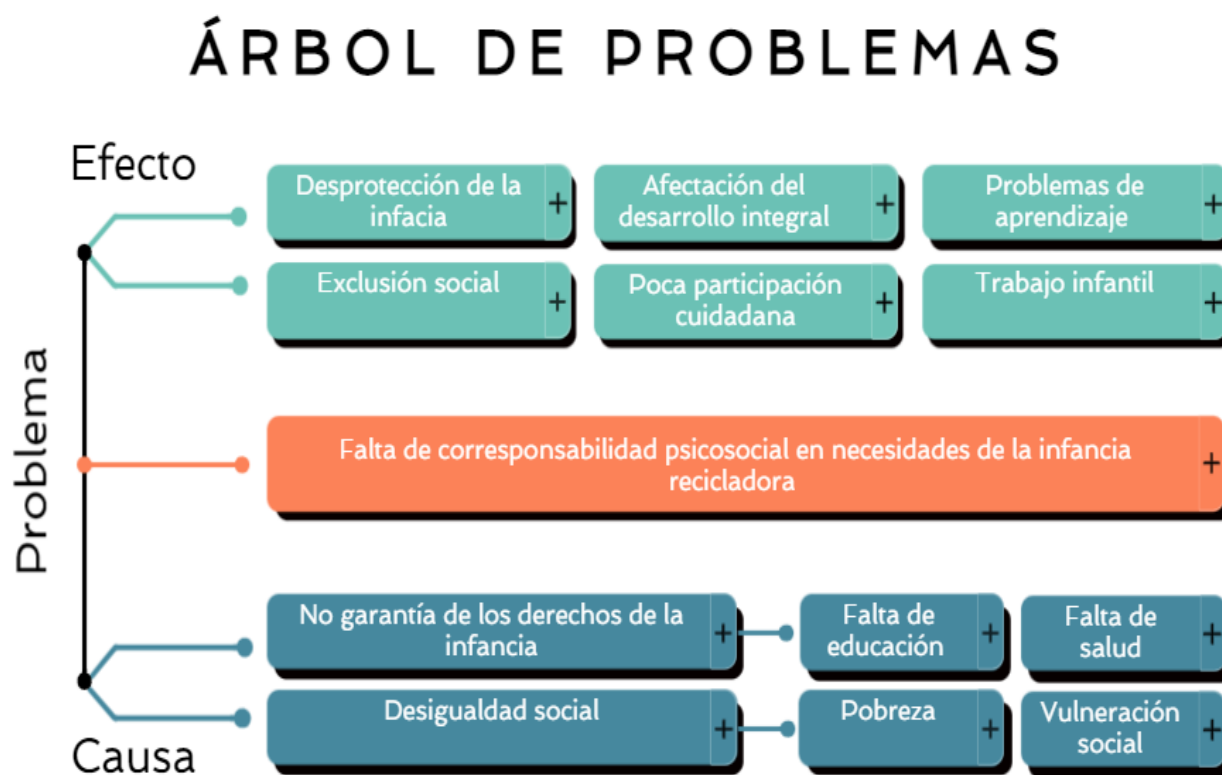 ÁRBOL DE PROBLEMAS
Efecto
Desprotección de la
infacia
+
Afectación del
desarrollo integral
+
Problemas de
aprendizaje
+
Exclusión social
+
Poca participación
cuidadana
+
Trabajo infantil
+
Problema
Falta de corresponsabilidad psicosocial en necesidades de la infancia
recicladora
+
No garantía de los derechos de la
infancia
+
Falta de
educación
+
Falta de
salud
+
Desigualdad social
+
Pobreza
+
Vulneración
social
+
Causa